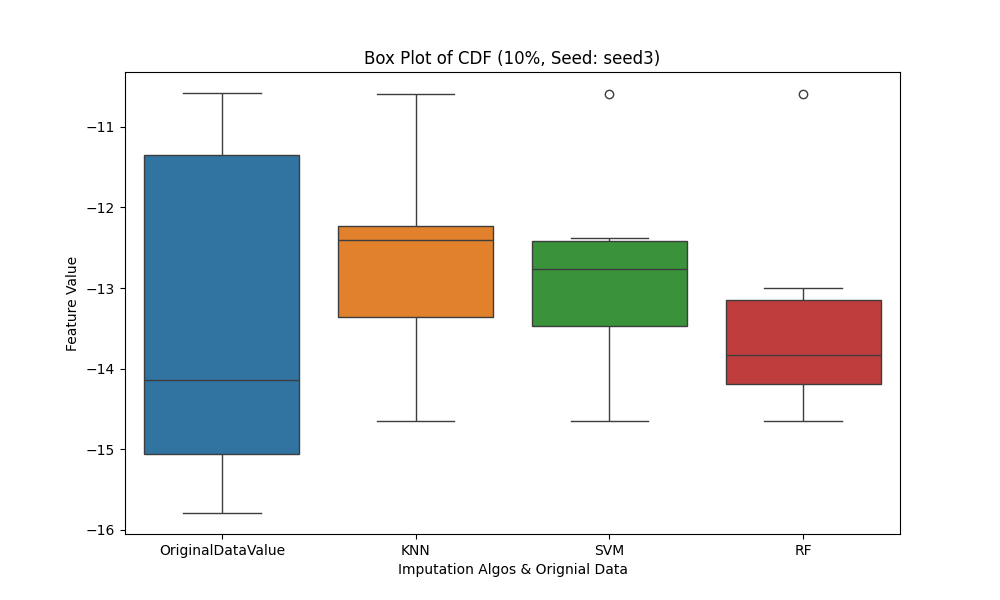 Box Plot of CDF (10%, Seed: seed3)
Feature Value
−11
−12
−13
−14
−15
−16
OriginalDataValue KNN SVM RF
Imputation Algos & Orignial Data